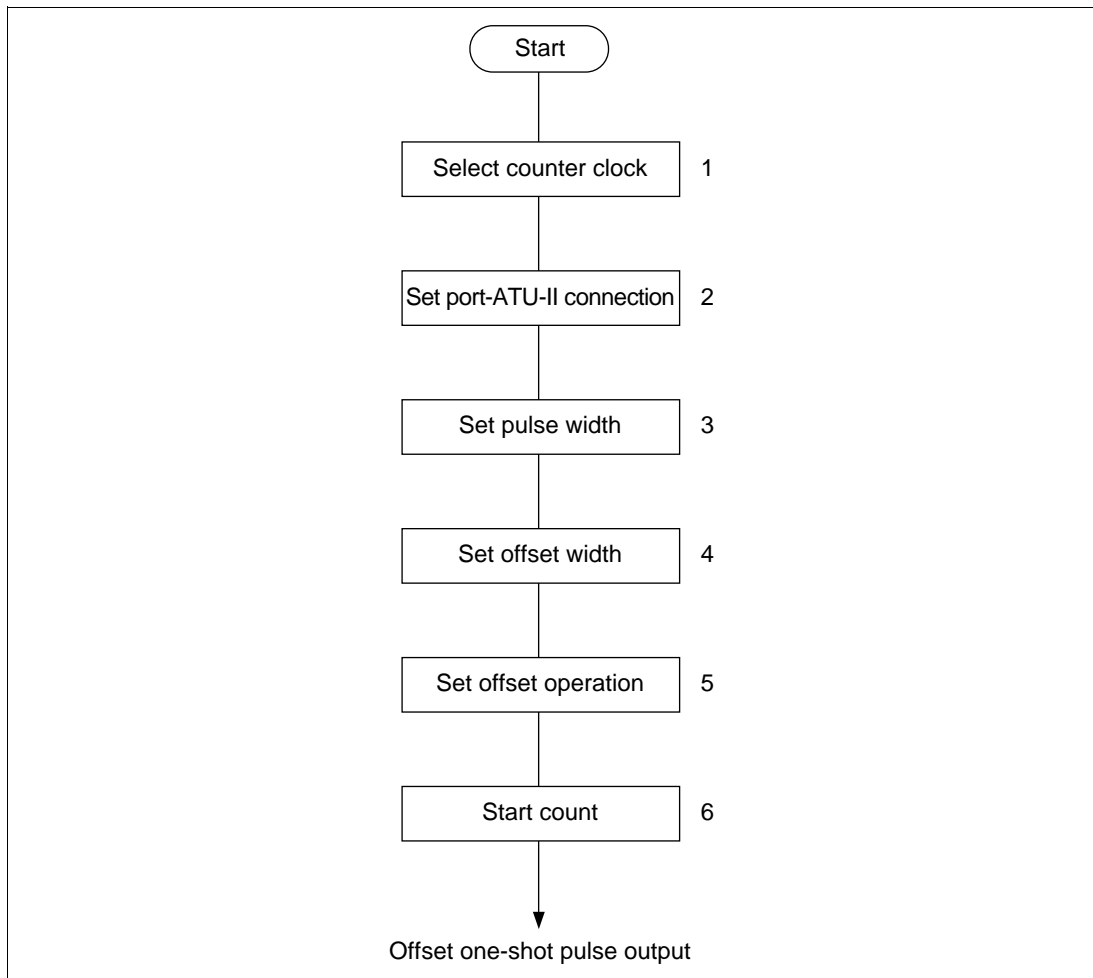 Start
Select counter clock 1
Set port-ATU-II connection 2
Set pulse width 3
Set offset width 4
Set offset operation 5
Start count 6
Offset one-shot pulse output